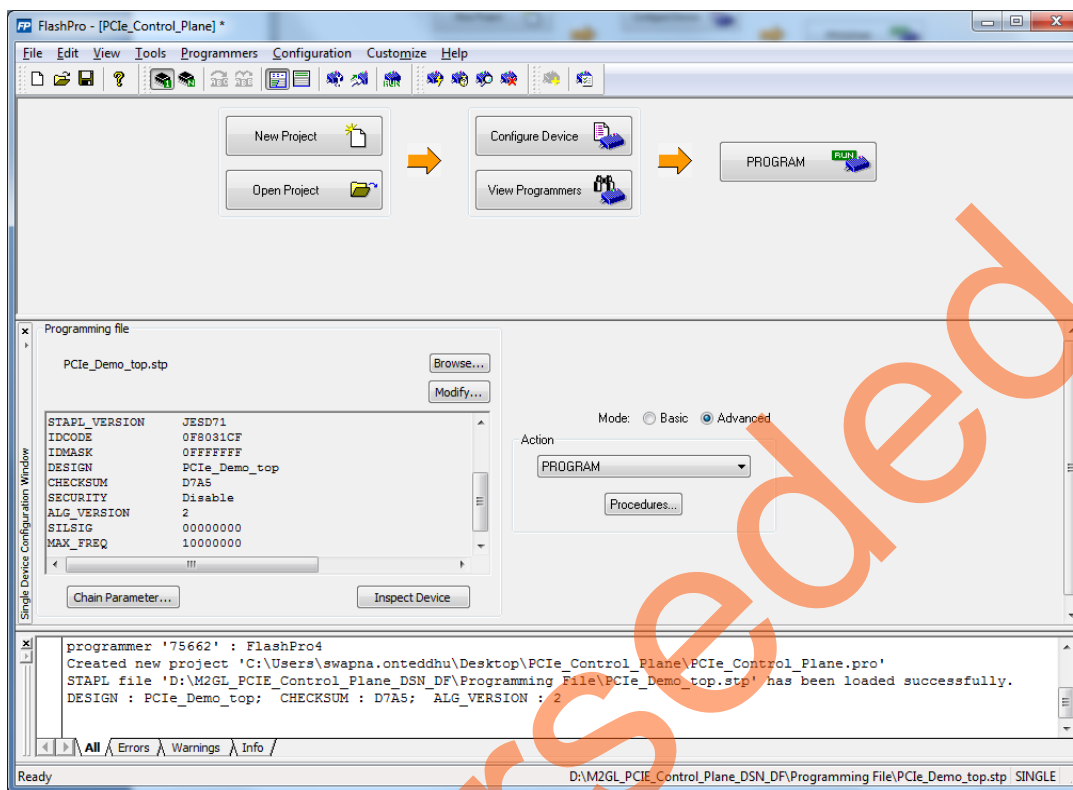 FlashPro - [PCIe_Control_Plane] *
File Edit View Tools Programmers Configuration Customize Help
New Project
Open Project
Configure Device
View Programmers
PROGRAM
RUN
Programming file
PCIe_Demo_top.stp
Browse...
Modify...
STAPL_VERSION JESD71
IDCODE 0F8031CF
IDMASK 0FFFFFFF
DESIGN PCIe_Demo_top
CHECKSUM D7A5
SECURITY Disable
ALG_VERSION 2
SILSIG 00000000
MAX_FREQ 10000000
Chain Parameter...
Inspect Device
Mode: Basic Advanced
Action
PROGRAM
Procedures...
Single Device Configuration Window
programmer '75662' : FlashPro4
Created new project 'C:\Users\swapna.onteddhu\Desktop\PCIe_Control_Plane\PCIe_Control_Plane.pro'
STAPL file 'D:\M2GL_PCIE_Control_Plane_DSN_DF\Programming File\PCIe_Demo_top.stp' has been loaded successfully.
DESIGN : PCIe_Demo_top; CHECKSUM : D7A5; ALG_VERSION : 2
All Errors Warnings Info
Ready
D:\M2GL_PCIE_Control_Plane_DSN_DF\Programming File\PCIe_Demo_top.stp SINGLE
rseded